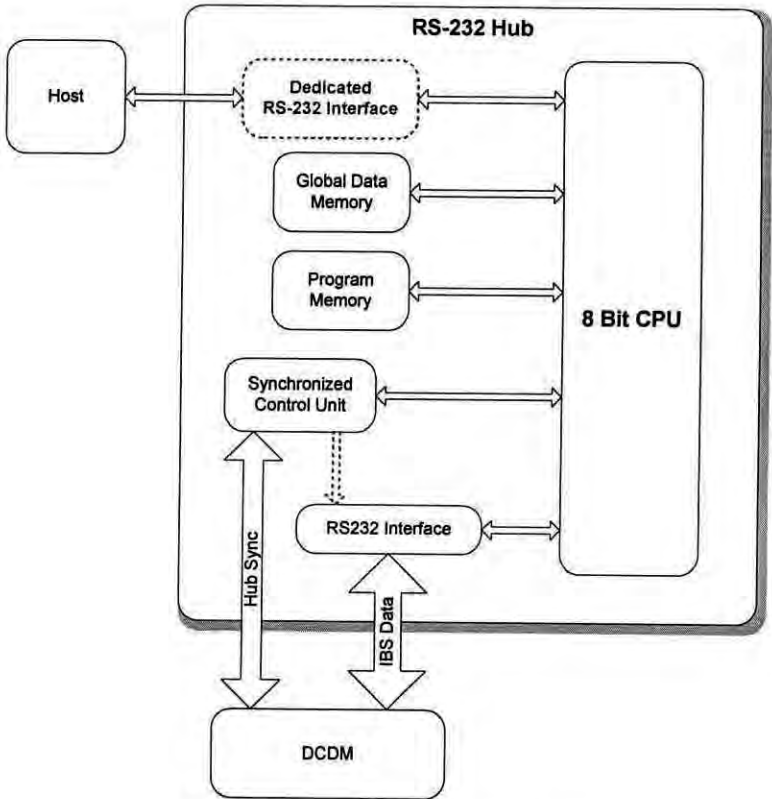 RS-232 Hub
Host
Dedicated
RS-232 Interface
Global Data
Memory
Program
Memory
8 Bit CPU
Synchronized
Control Unit
RS232 Interface
Hub Sync
IBS Data
DCDM